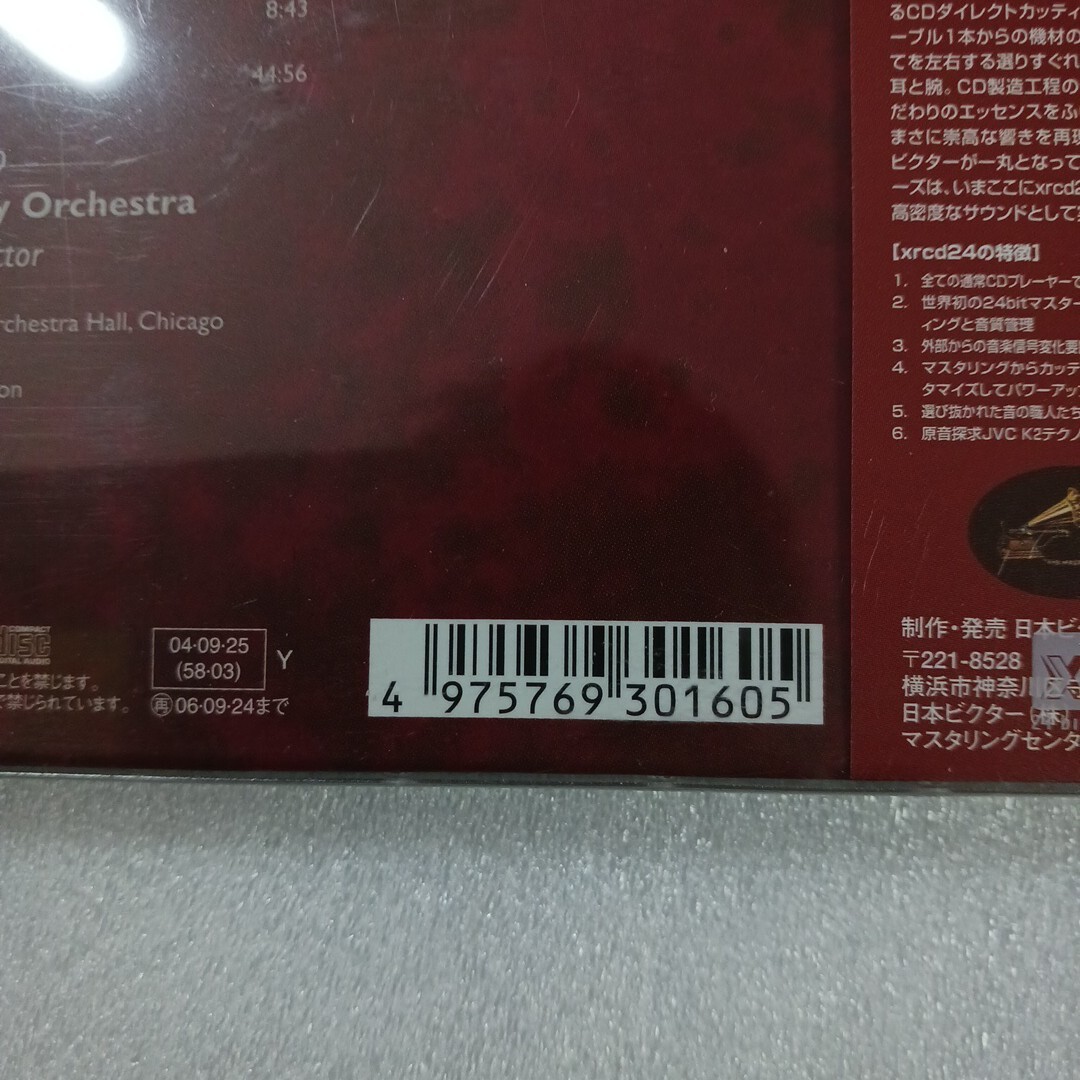 8:43
44:56
y Orchestra
ctor
rchestra Hall, Chicago
on
COMPACT
disc
DIGITAL AUDIO
04·09·25
(58·03)
Y
再06·09·24まで
ことを禁じます。
で禁じられています。
4 975769 301605
るCDダイレクトカッティ
ーブル1本からの機材の
てを左右する選りすぐれ
耳と腕。CD製造工程の
だわりのエッセンスをふ
まさに崇高な響きを再現
ビクターが一丸となって
ーズは、いまここにxrcd2
高密度なサウンドとして
[xrcd24の特徴]
1. 全ての通常CDプレーヤーで
2. 世界初の24bitマスター
ィングと音質管理
3. 外部からの音楽信号変化要
4. マスタリングからカッテ
タマイズしてパワーアッ
5. 選び抜かれた音の職人たち
6. 原音探求JVC K2テクノ
制作・発売 日本ビ
〒221-8528
横浜市神奈川区守
日本ビクター(株)
マスタリングセンタ